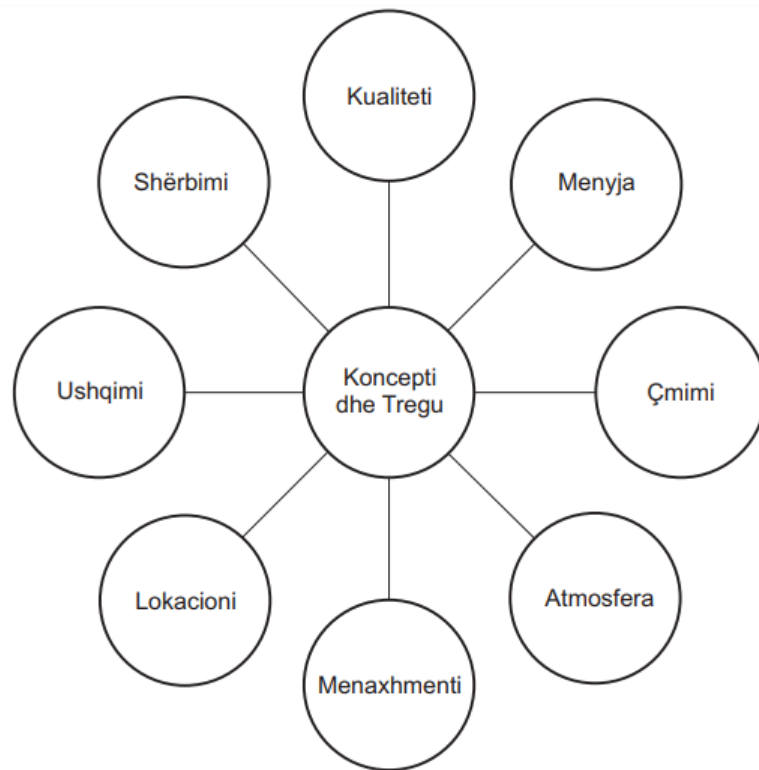 Kualiteti
Shërbimi
Menyja
Ushqimi
Koncepti
dhe Tregu
Çmimi
Lokacioni
Atmosfera
Menaxhmenti